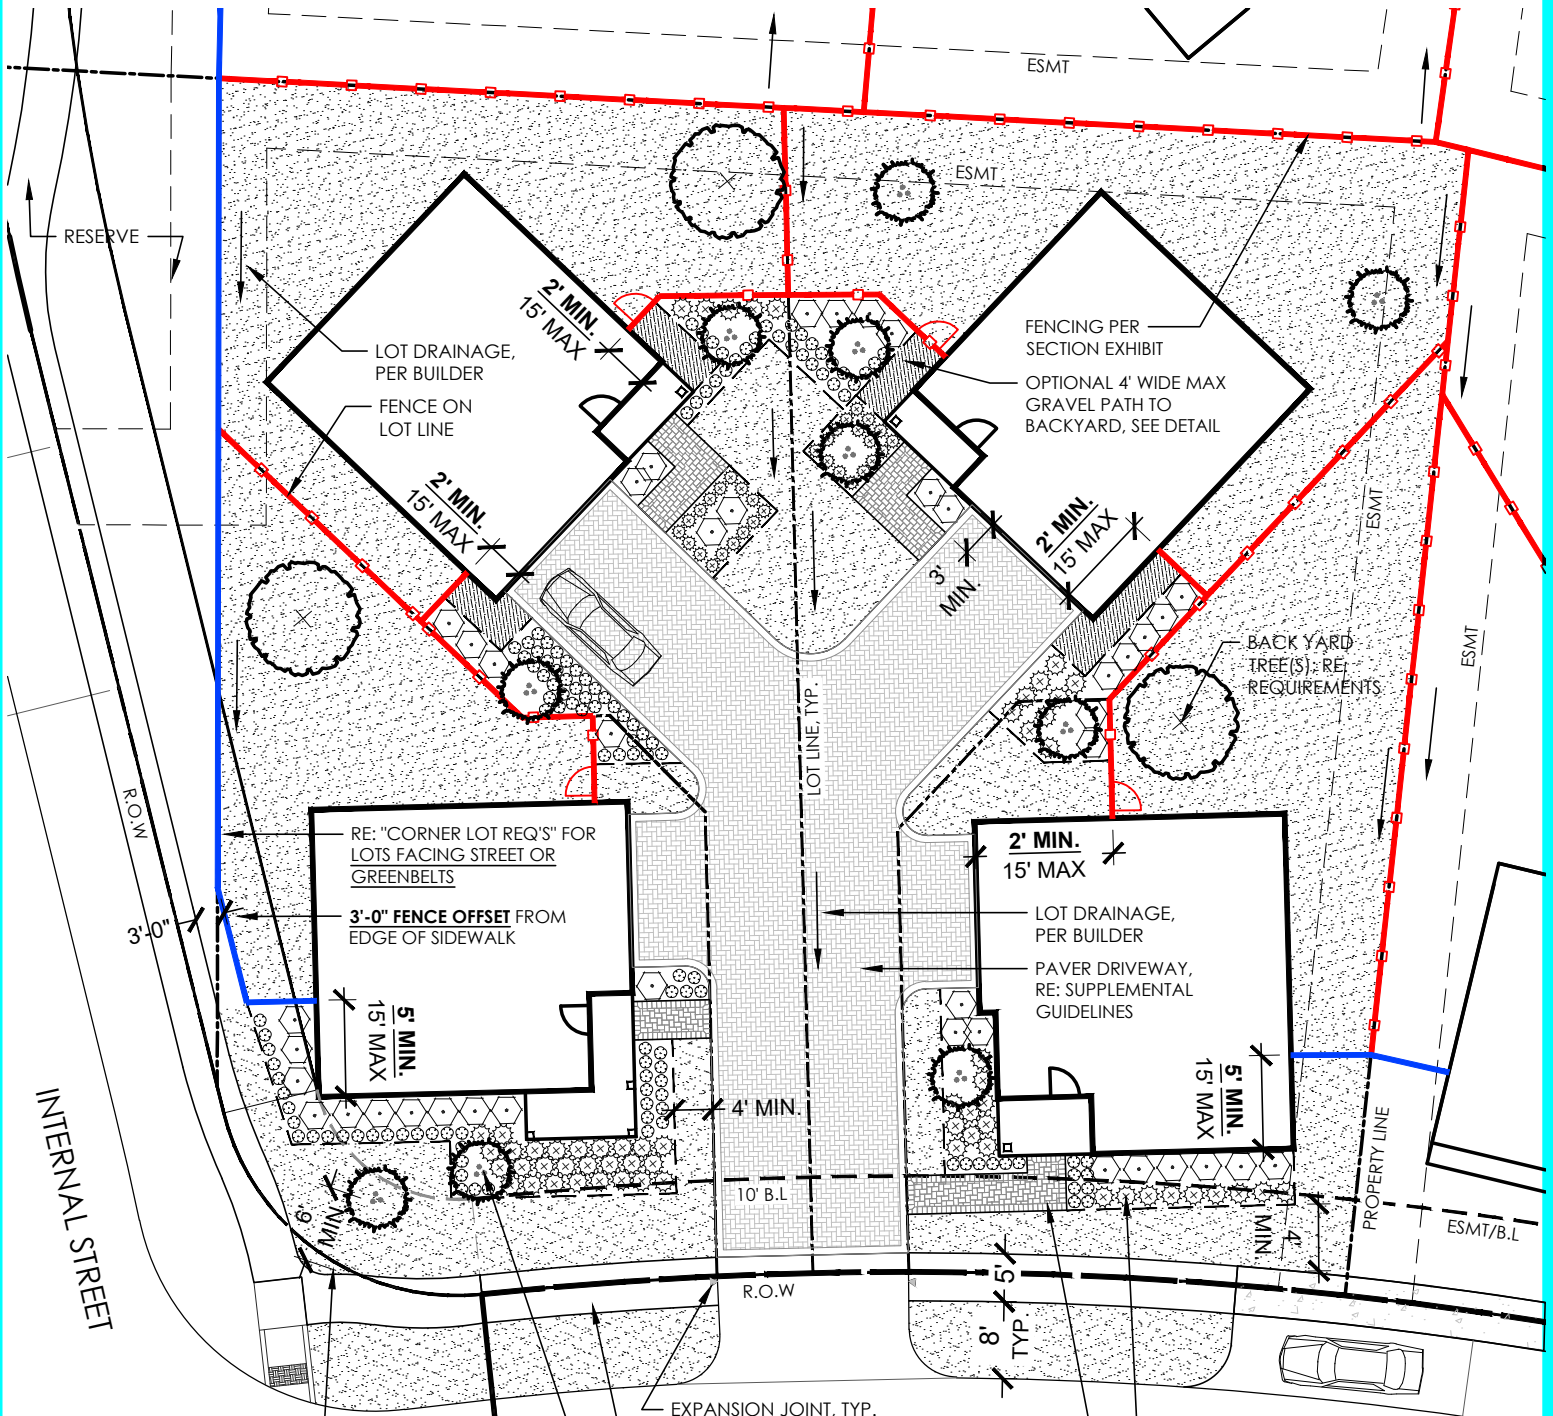 ESMT
ESMT
RESERVE
2' MIN.
15' MAX
LOT DRAINAGE,
PER BUILDER
FENCE ON
LOT LINE
FENCING PER
SECTION EXHIBIT
OPTIONAL 4' WIDE MAX
GRAVEL PATH TO
BACKYARD, SEE DETAIL
2' MIN.
15' MAX
2' MIN.
15' MAX
3'
MIN.
ESMT
ESMT
BACK YARD
TREE(S), RE:
REQUIREMENTS
LOT LINE, TYP.
R.O.W
RE: "CORNER LOT REQ'S" FOR
LOTS FACING STREET OR
GREENBELTS
3'-0" FENCE OFFSET FROM
EDGE OF SIDEWALK
3'-0"
2' MIN.
15' MAX
LOT DRAINAGE,
PER BUILDER
PAVER DRIVEWAY,
RE: SUPPLEMENTAL
GUIDELINES
5' MIN.
15' MAX
5' MIN.
15' MAX
4' MIN.
INTERNAL STREET
6'
MIN.
10' B.L
PROPERTY LINE
4'
MIN.
ESMT/B.L
R.O.W
5'
8'
TYP.
EXPANSION JOINT, TYP.